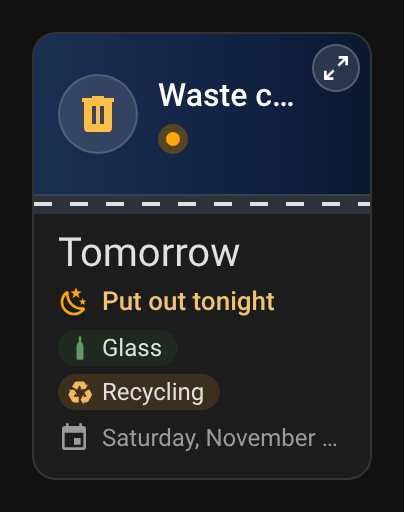 Waste c...
Tomorrow
Put out tonight
Glass
Recycling
Saturday, November ...